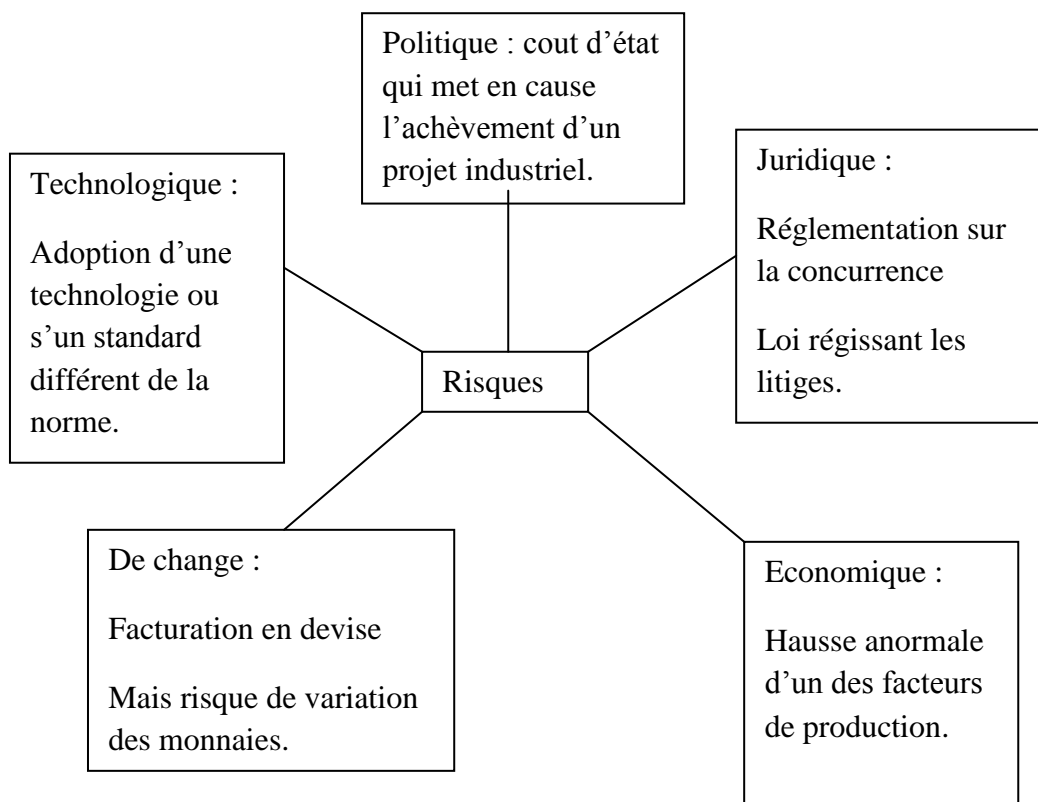 Politique : cout d’état
qui met en cause
l’achèvement d’un
projet industriel.
Technologique :
Adoption d’une
technologie ou
s’un standard
différent de la
norme.
Juridique :
Réglementation sur
la concurrence
Loi régissant les
litiges.
Risques
De change :
Facturation en devise
Mais risque de variation
des monnaies.
Economique :
Hausse anormale
d’un des facteurs
de production.